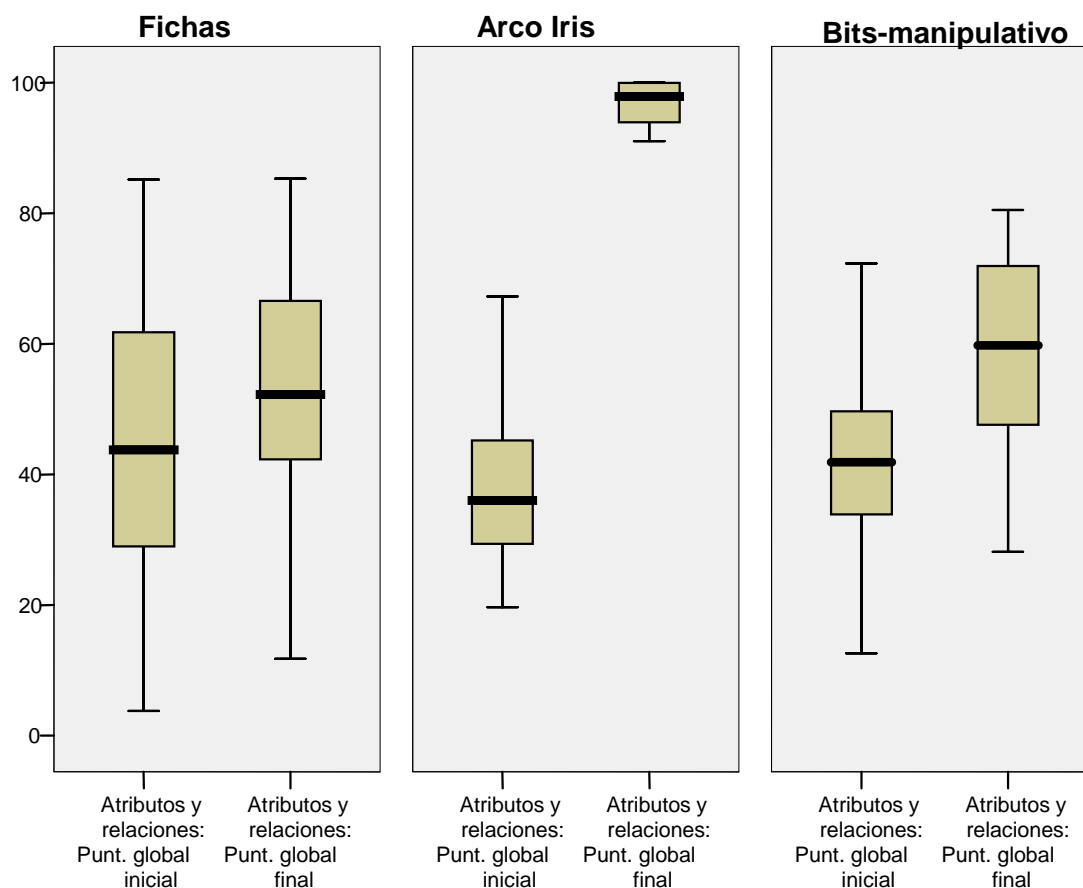 Fichas
Arco Iris
Bits-manipulativo
100
80
60
40
20
0
Atributos y
relaciones:
Punt. global
inicial
Atributos y
relaciones:
Punt. global
final
Atributos y
relaciones:
Punt. global
inicial
Atributos y
relaciones:
Punt. global
final
Atributos y
relaciones:
Punt. global
inicial
Atributos y
relaciones:
Punt. global
final